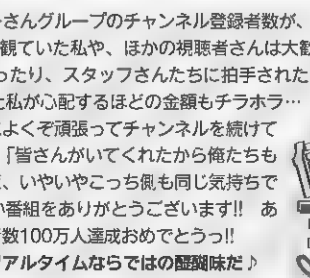 さんグループのチャンネル登録者数が、
観ていた私や、ほかの視聴者さんは大歓
ったり、スタッフさんたちに拍手された
た私が心配するほどの金額もチラホラ…
によくぞ頑張ってチャンネルを続けて
「皆さんがいてくれたから俺たちも
、いやいやこっち側も同じ気持ちで
い番組をありがとうございます!! あ
者数100万人達成おめでとうっ!!
アルタイムならではの醍醐味だ♪